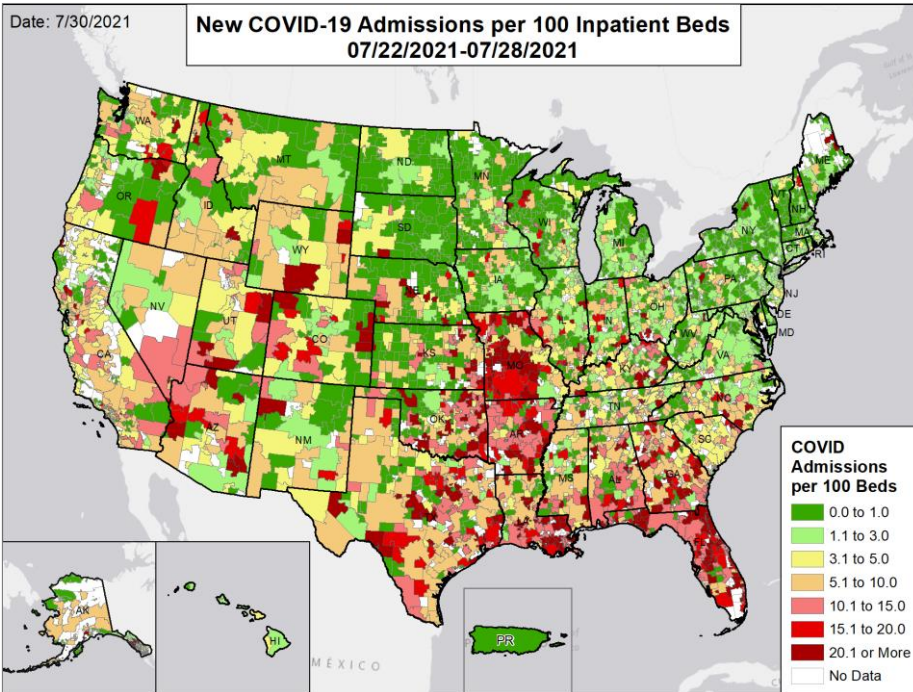 Date: 7/30/2021
New COVID-19 Admissions per 100 Inpatient Beds
07/22/2021-07/28/2021
WA
MT
ND
MN
ME
OR
ID
SD
WI
MI
VT
NH
NY
MA
CT
RI
WY
IA
NE
PA
NJ
NV
UT
CO
KS
MO
IN
OH
WV
VA
DE
MD
CA
KY
AZ
NM
OK
AR
TN
NC
SC
MS
AL
GA
LA
AK
HI
PR
MÉXICO
COVID
Admissions
per 100 Beds
0.0 to 1.0
1.1 to 3.0
3.1 to 5.0
5.1 to 10.0
10.1 to 15.0
15.1 to 20.0
20.1 or More
No Data